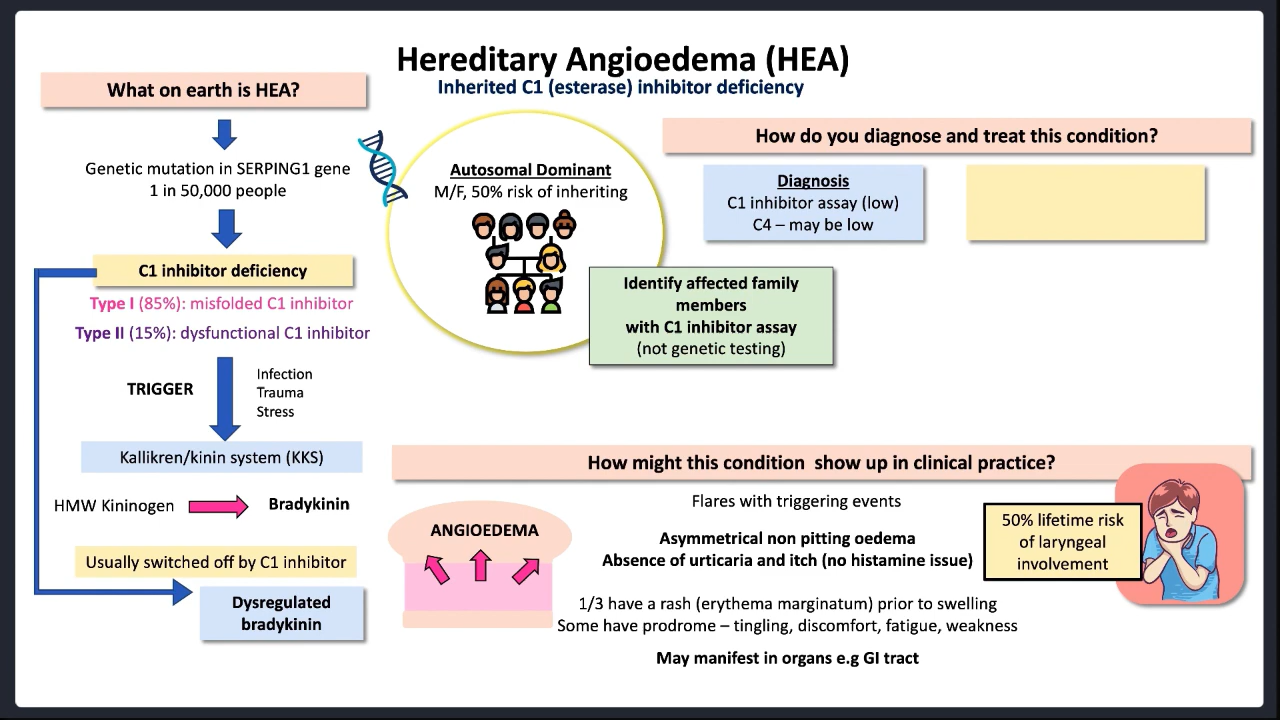 Hereditary Angioedema (HEA)
Inherited C1 (esterase) inhibitor deficiency
What on earth is HEA?
Genetic mutation in SERPING1 gene
1 in 50,000 people
C1 inhibitor deficiency
Type I (85%): misfolded C1 inhibitor
Type II (15%): dysfunctional C1 inhibitor
TRIGGER
Infection
Trauma
Stress
Kallikren/kinin system (KKS)
HMW Kininogen
Bradykinin
Usually switched off by C1 inhibitor
Dysregulated
bradykinin
Autosomal Dominant
M/F, 50% risk of inheriting
Identify affected family
members
with C1 inhibitor assay
(not genetic testing)
How do you diagnose and treat this condition?
Diagnosis
C1 inhibitor assay (low)
C4 – may be low
How might this condition show up in clinical practice?
ANGIOEDEMA
Flares with triggering events
Asymmetrical non pitting oedema
Absence of urticaria and itch (no histamine issue)
1/3 have a rash (erythema marginatum) prior to swelling
Some have prodrome – tingling, discomfort, fatigue, weakness
May manifest in organs e.g GI tract
50% lifetime risk
of laryngeal
involvement